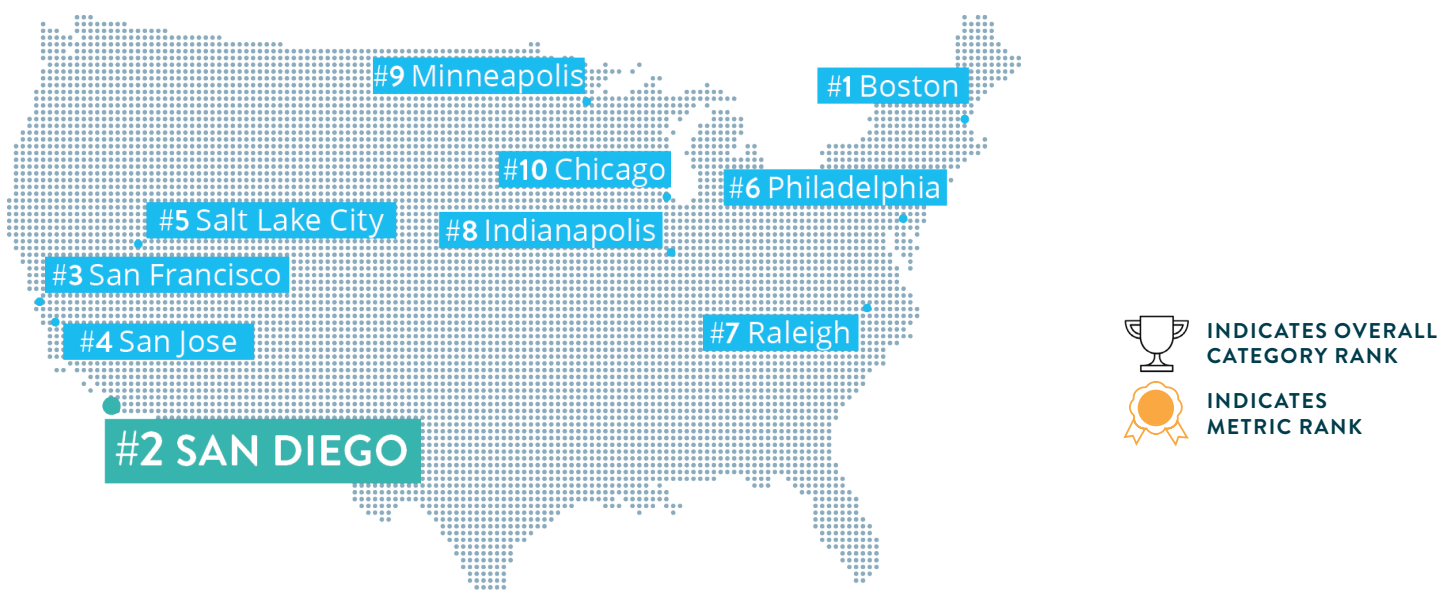 #9 Minneapolis
#1 Boston
#10 Chicago
#6 Philadelphia
#5 Salt Lake City
#8 Indianapolis
#3 San Francisco
#7 Raleigh
#4 San Jose
#2 SAN DIEGO
INDICATES OVERALL
CATEGORY RANK
INDICATES
METRIC RANK